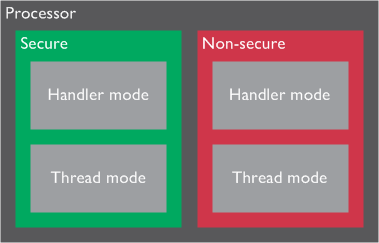 Processor
Secure
Handler mode
Thread mode
Non-secure
Handler mode
Thread mode